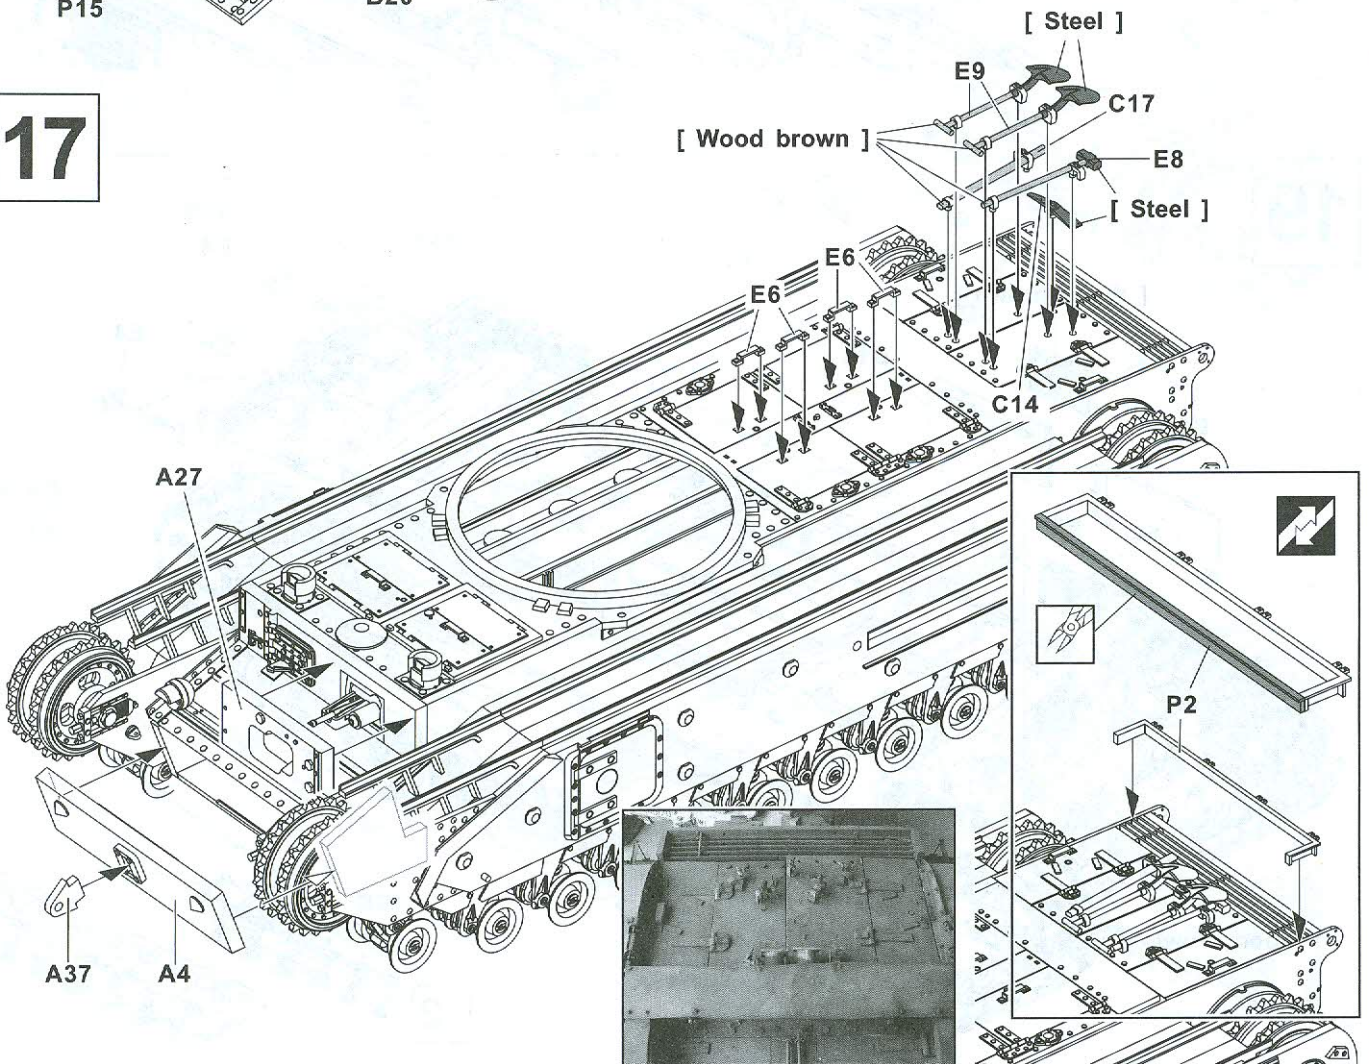 P15
[ Steel ]
17
E9
C17
[ Wood brown ]
E8
[ Steel ]
E6
E6
C14
A27
P2
A37
A4